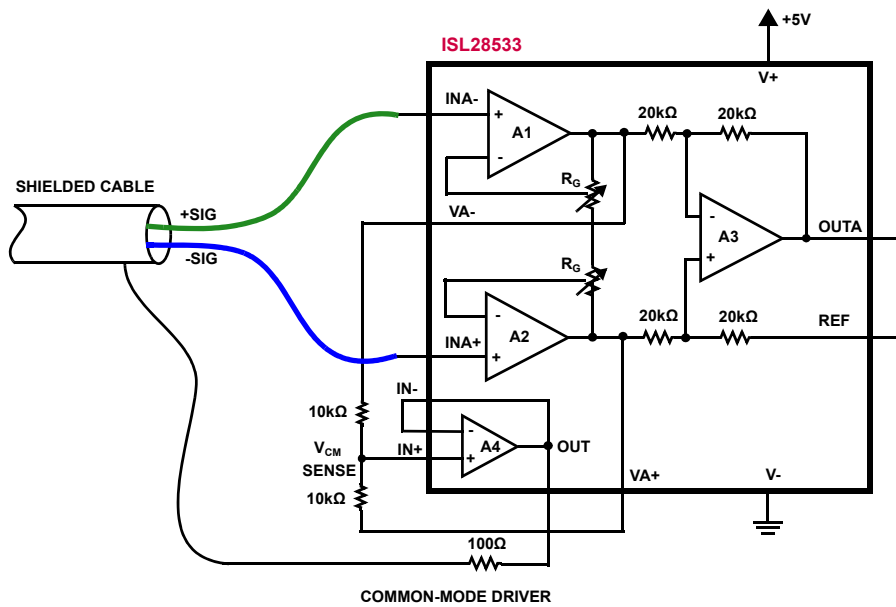 +5V
ISL28533
V+
INA-
+
A1
-
20kΩ
20kΩ
SHIELDED CABLE
+SIG
-SIG
RG
VA-
-
A3
+
OUTA
RG
-
A2
+
INA+
20kΩ
20kΩ
REF
IN-
10kΩ
-
A4
+
OUT
VCM
SENSE
IN+
10kΩ
VA+
V-
100Ω
COMMON-MODE DRIVER